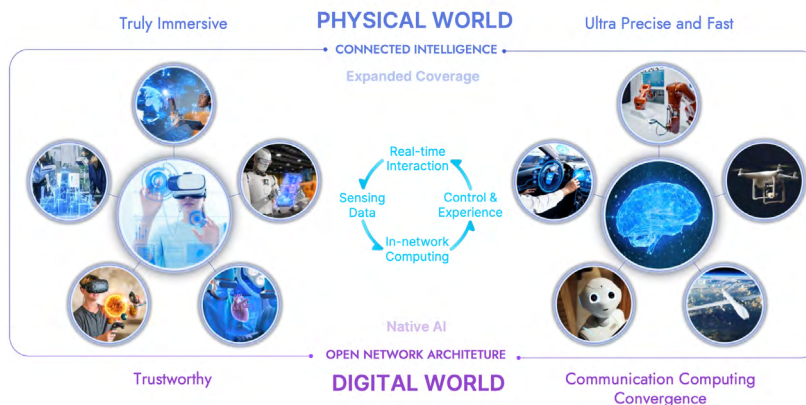 Truly Immersive
PHYSICAL WORLD
Ultra Precise and Fast
CONNECTED INTELLIGENCE
Expanded Coverage
Real-time
Interaction
Sensing
Data
Control &
Experience
In-network
Computing
Native AI
OPEN NETWORK ARCHITETURE
Trustworthy
DIGITAL WORLD
Communication Computing
Convergence